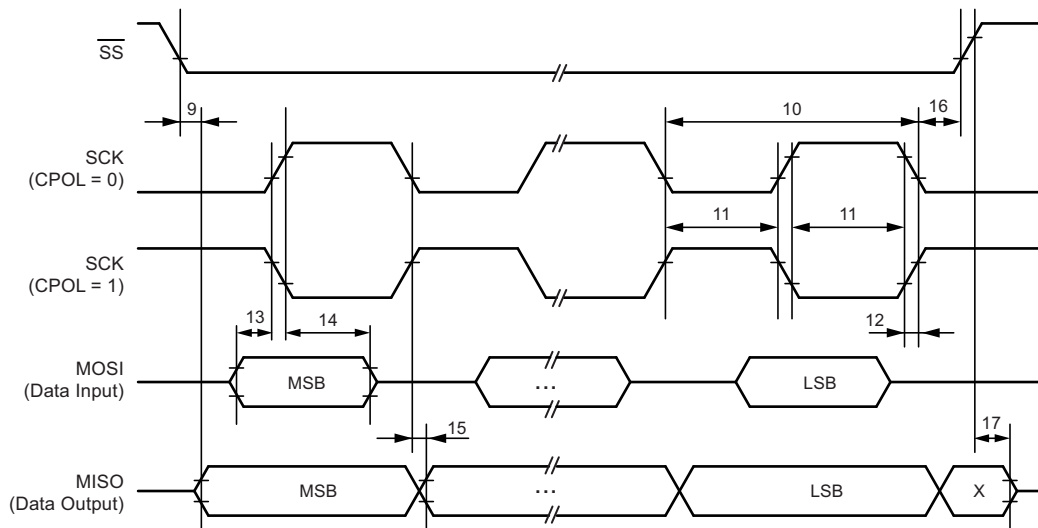 SS
9
10
16
SCK
(CPOL = 0)
11
11
SCK
(CPOL = 1)
13
14
12
MOSI
(Data Input)
MSB
...
LSB
15
17
MISO
(Data Output)
MSB
...
LSB
X